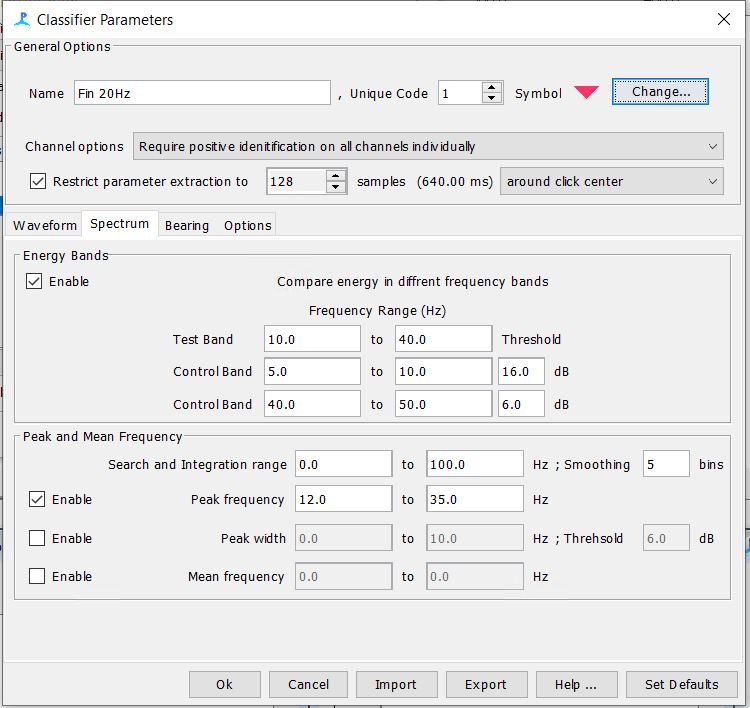 Classifier Parameters
General Options
Name Fin 20Hz , Unique Code 1 Symbol Change...
Channel options Require positive idenitification on all channels individually
Restrict parameter extraction to 128 samples (640.00 ms) around click center
Waveform Spectrum Bearing Options
Energy Bands
Enable Compare energy in diffrent frequency bands
Frequency Range (Hz)
Test Band 10.0 to 40.0 Threshold
Control Band 5.0 to 10.0 16.0 dB
Control Band 40.0 to 50.0 6.0 dB
Peak and Mean Frequency
Search and Integration range 0.0 to 100.0 Hz ; Smoothing 5 bins
Enable Peak frequency 12.0 to 35.0 Hz
Enable Peak width 0.0 to 10.0 Hz ; Threhsold 6.0 dB
Enable Mean frequency 0.0 to 0.0 Hz
Ok Cancel Import Export Help ... Set Defaults